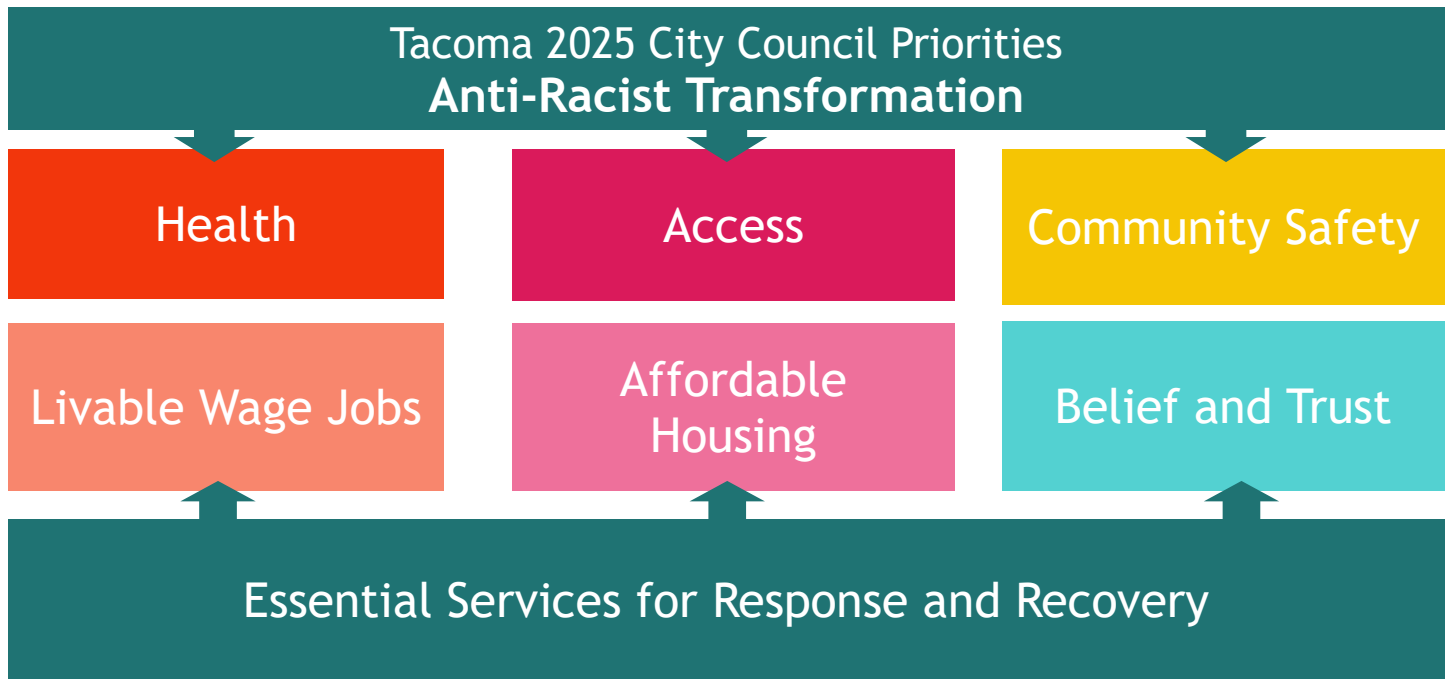 Tacoma 2025 City Council Priorities
Anti-Racist Transformation
Health
Access
Community Safety
Livable Wage Jobs
Affordable
Housing
Belief and Trust
Essential Services for Response and Recovery